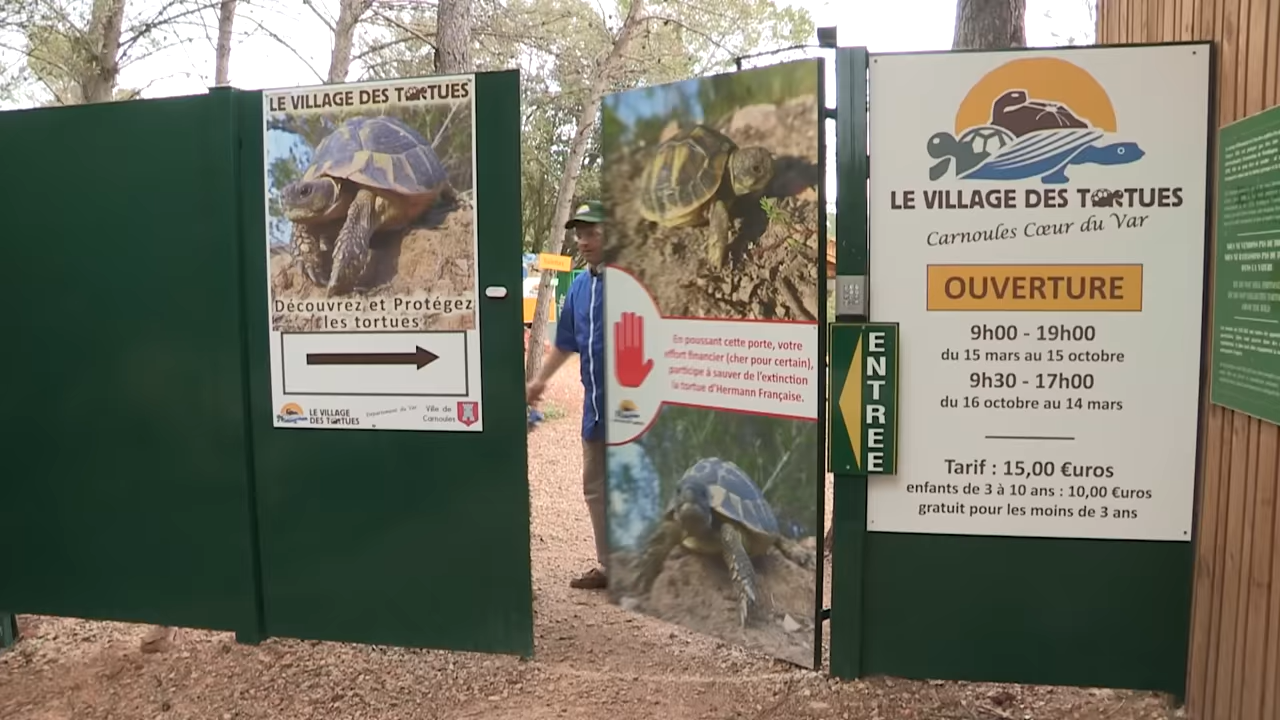 LE VILLAGE DES TORTUES
Découvrez et Protégez
les tortues
LE VILLAGE
DES TORTUES
Département du Var
Ville de
Carnoules
En poussant cette porte, votre
effort financier (cher pour certain),
participe à sauver de l'extinction
la tortue d'Hermann Française.
ENTREE
LE VILLAGE DES TORTUES
Carnoules Cœur du Var
OUVERTURE
9h00 - 19h00
du 15 mars au 15 octobre
9h30 - 17h00
du 16 octobre au 14 mars
Tarif : 15,00 €uros
enfants de 3 à 10 ans : 10,00 €uros
gratuit pour les moins de 3 ans